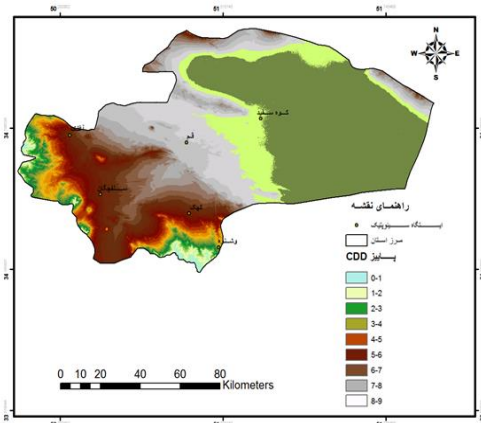 N
W E
S
کوه سفید
قم
سلفچگان
کهک
وشنوه
راهنمای نقشه
ایستگاه سینوپتیک
مرز استان
پاییز CDD
0-1
1-2
2-3
3-4
4-5
5-6
6-7
7-8
8-9
0 10 20 40 60 80
Kilometers